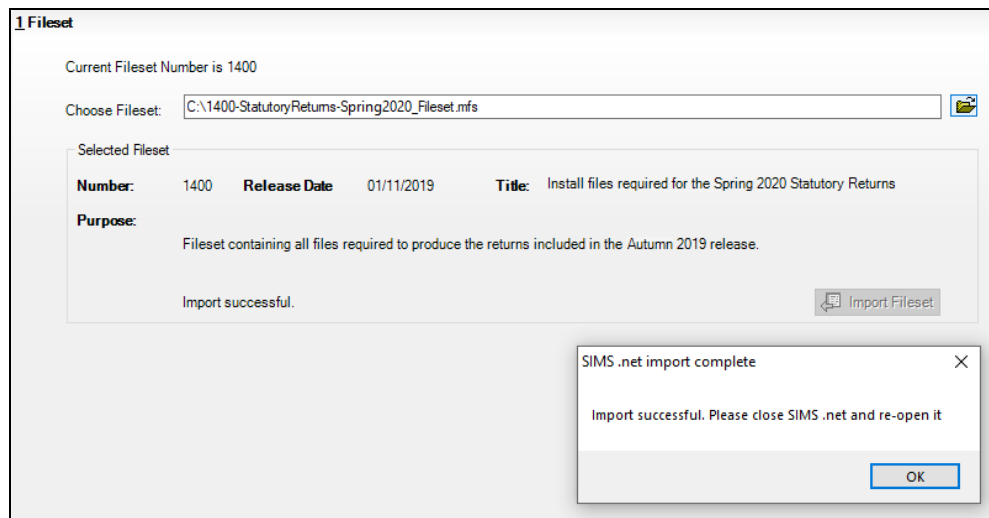 1 Fileset
Current Fileset Number is 1400
Choose Fileset: C:\1400-StatutoryReturns-Spring2020_Fileset.mfs
Selected Fileset
Number: 1400 Release Date 01/11/2019 Title: Install files required for the Spring 2020 Statutory Returns
Purpose:
Fileset containing all files required to produce the returns included in the Autumn 2019 release.
Import successful.
Import Fileset
SIMS .net import complete
Import successful. Please close SIMS .net and re-open it
OK